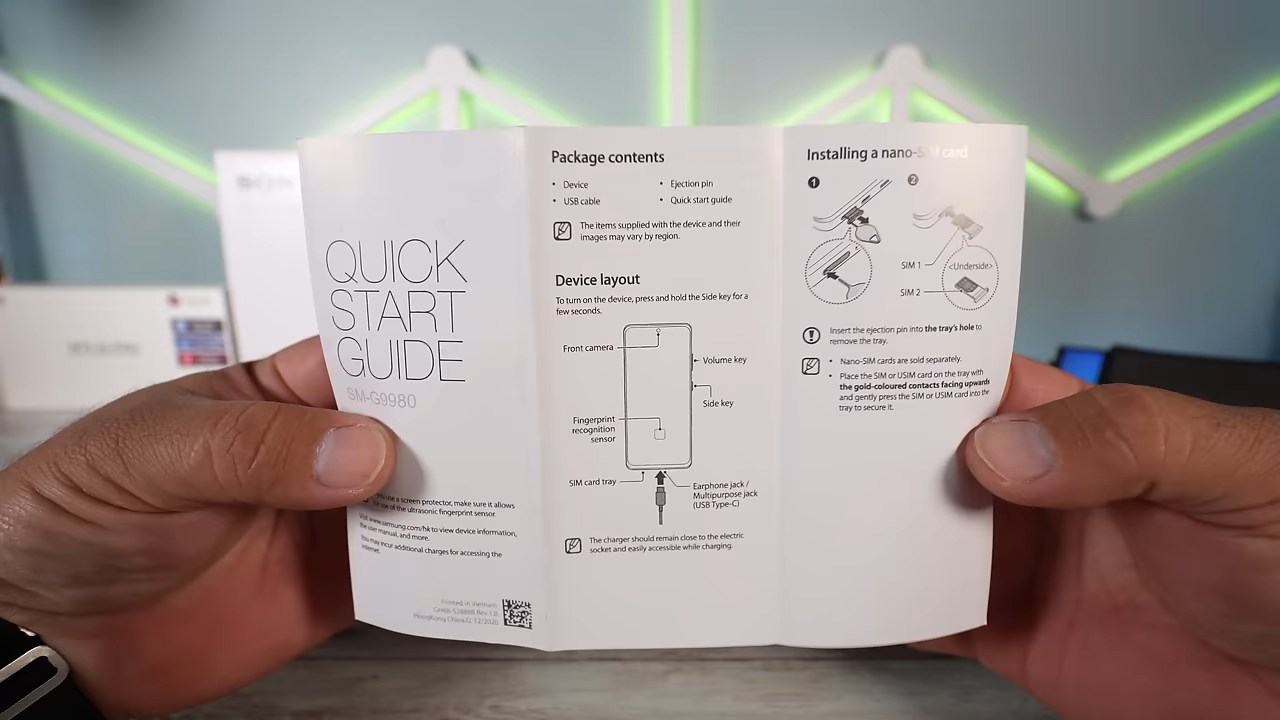 QUICK
START
GUIDE
SM-G9980
use a screen protector, make sure it allows
use of the ultrasonic fingerprint sensor.
Visit www.samsung.com/hk to view device information,
the user manual, and more.
You may incur additional charges for accessing the
Internet.
Printed in Vietnam
Rev.1.0
HongKong China.G. 12/2020
Package contents
• Device
• USB cable
• Ejection pin
• Quick start guide
The items supplied with the device and their
images may vary by region.
Device layout
To turn on the device, press and hold the Side key for a
few seconds.
Front camera
Volume key
Side key
Fingerprint
recognition
sensor
SIM card tray
Earphone jack /
Multipurpose jack
(USB Type-C)
The charger should remain close to the electric
socket and easily accessible while charging.
Installing a nano-SIM card
1
2
SIM 1
<Underside>
SIM 2
Insert the ejection pin into the tray's hole to
remove the tray.
• Nano-SIM cards are sold separately.
• Place the SIM or USIM card on the tray with
the gold-coloured contacts facing upwards
and gently press the SIM or USIM card into the
tray to secure it.